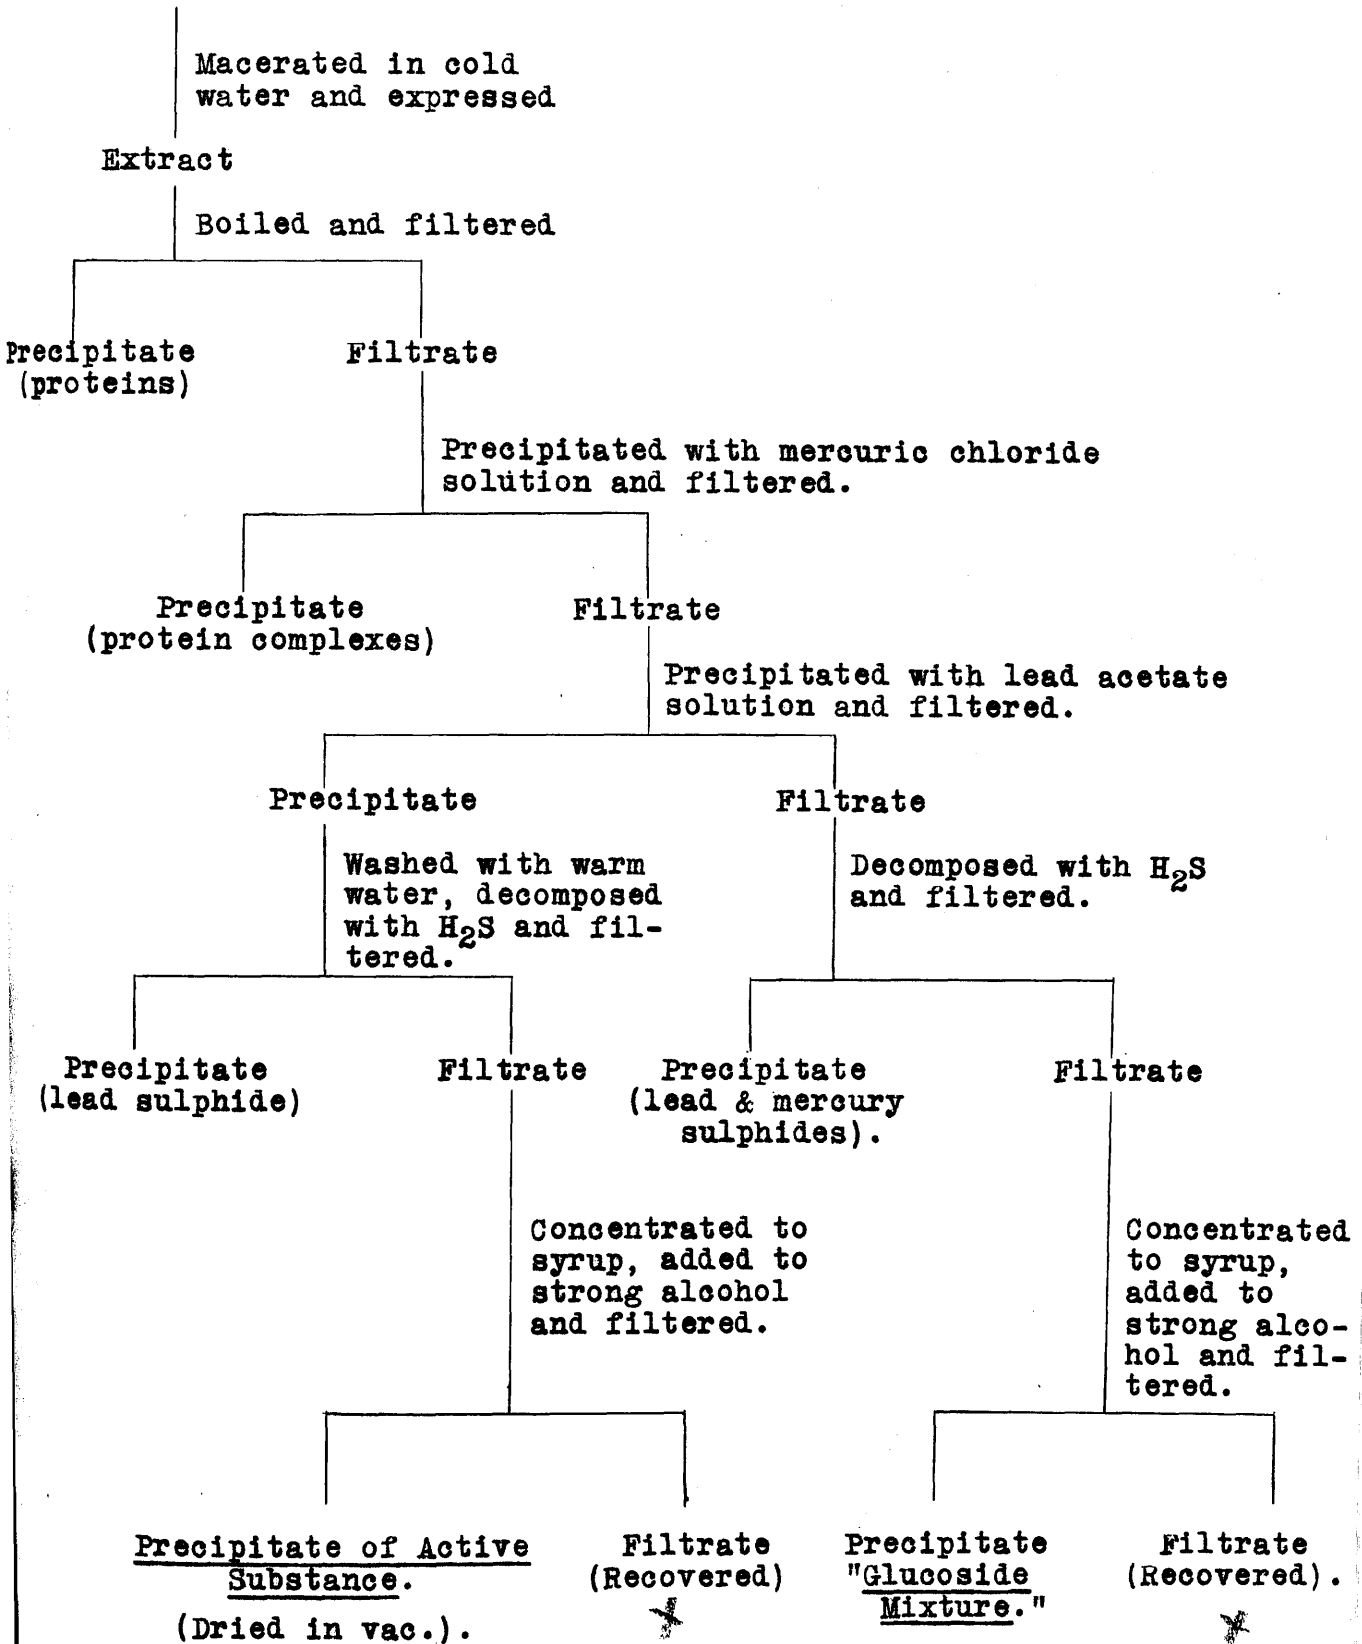 Macerated in cold
water and expressed
Extract
Boiled and filtered
Precipitate
(proteins)
Filtrate
Precipitated with mercuric chloride
solution and filtered.
Precipitate
(protein complexes)
Filtrate
Precipitated with lead acetate
solution and filtered.
Precipitate
Filtrate
Washed with warm
water, decomposed
with H₂S and fil-
tered.
Decomposed with H₂S
and filtered.
Precipitate
(lead sulphide)
Filtrate
Precipitate
(lead & mercury
sulphides).
Filtrate
Concentrated to
syrup, added to
strong alcohol
and filtered.
Concentrated
to syrup,
added to
strong alco-
hol and fil-
tered.
Precipitate of Active
Substance.
(Dried in vac.).
Filtrate
(Recovered)
Precipitate
"Glucoside
Mixture."
Filtrate
(Recovered).